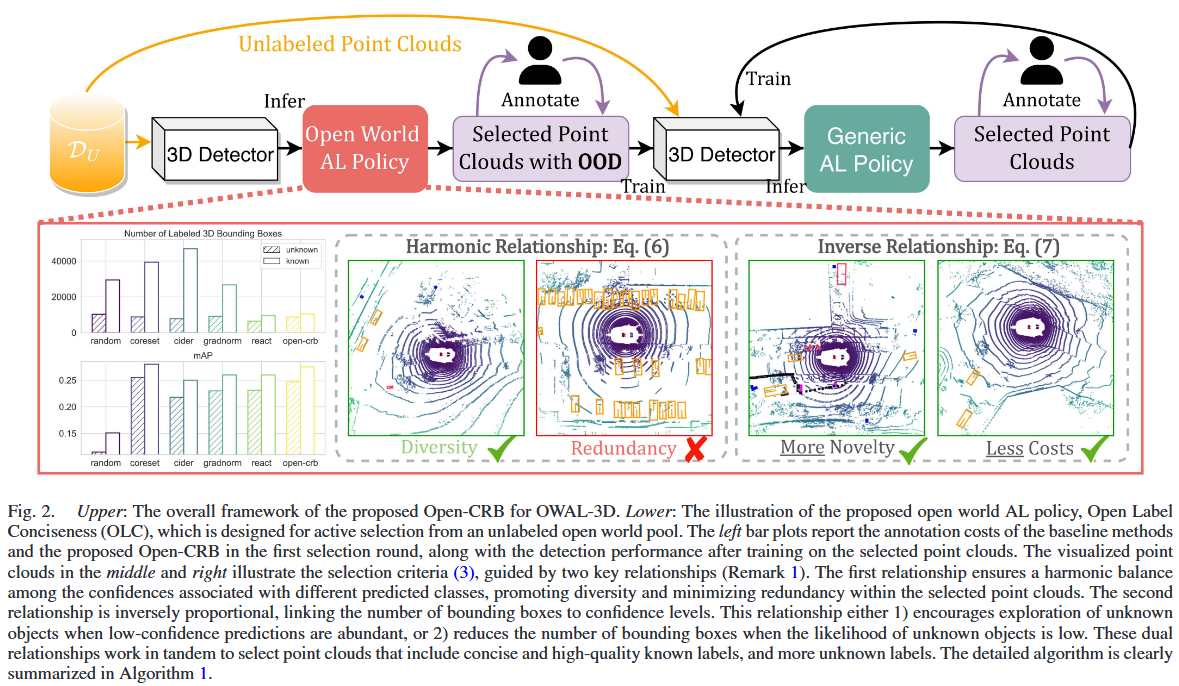 Unlabeled Point Clouds
Train
Infer
Annotate
Annotate
𝒟U
3D Detector
Open World
AL Policy
Selected Point
Clouds with OOD
3D Detector
Generic
AL Policy
Selected Point
Clouds
Train
Infer
Number of Labeled 3D Bounding Boxes
unknown
known
40000
20000
0
random coreset cider gradnorm react open-crb
mAP
0.25
0.20
0.15
random coreset cider gradnorm react open-crb
Harmonic Relationship: Eq. (6)
Diversity
Redundancy
Inverse Relationship: Eq. (7)
More Novelty
Less Costs
Fig. 2. Upper: The overall framework of the proposed Open-CRB for OWAL-3D. Lower: The illustration of the proposed open world AL policy, Open Label
Conciseness (OLC), which is designed for active selection from an unlabeled open world pool. The left bar plots report the annotation costs of the baseline methods
and the proposed Open-CRB in the first selection round, along with the detection performance after training on the selected point clouds. The visualized point
clouds in the middle and right illustrate the selection criteria (3), guided by two key relationships (Remark 1). The first relationship ensures a harmonic balance
among the confidences associated with different predicted classes, promoting diversity and minimizing redundancy within the selected point clouds. The second
relationship is inversely proportional, linking the number of bounding boxes to confidence levels. This relationship either 1) encourages exploration of unknown
objects when low-confidence predictions are abundant, or 2) reduces the number of bounding boxes when the likelihood of unknown objects is low. These dual
relationships work in tandem to select point clouds that include concise and high-quality known labels, and more unknown labels. The detailed algorithm is clearly
summarized in Algorithm 1.